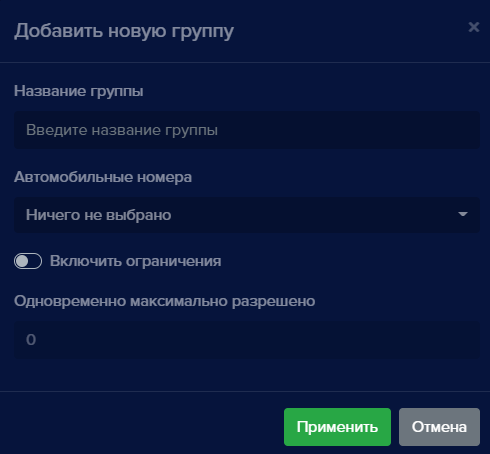 Добавить новую группу
×
Название группы
Введите название группы
Автомобильные номера
Ничего не выбрано
Включить ограничения
Одновременно максимально разрешено
0
Применить Отмена